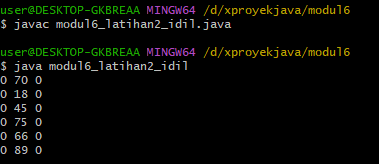 user@DESKTOP-GKBREAA MINGW64 /d/xproyekjava/modul6
$ javac modul6_latihan2_idil.java
user@DESKTOP-GKBREAA MINGW64 /d/xproyekjava/modul6
$ java modul6_latihan2_idil
0 70 0
0 18 0
0 45 0
0 75 0
0 66 0
0 89 0